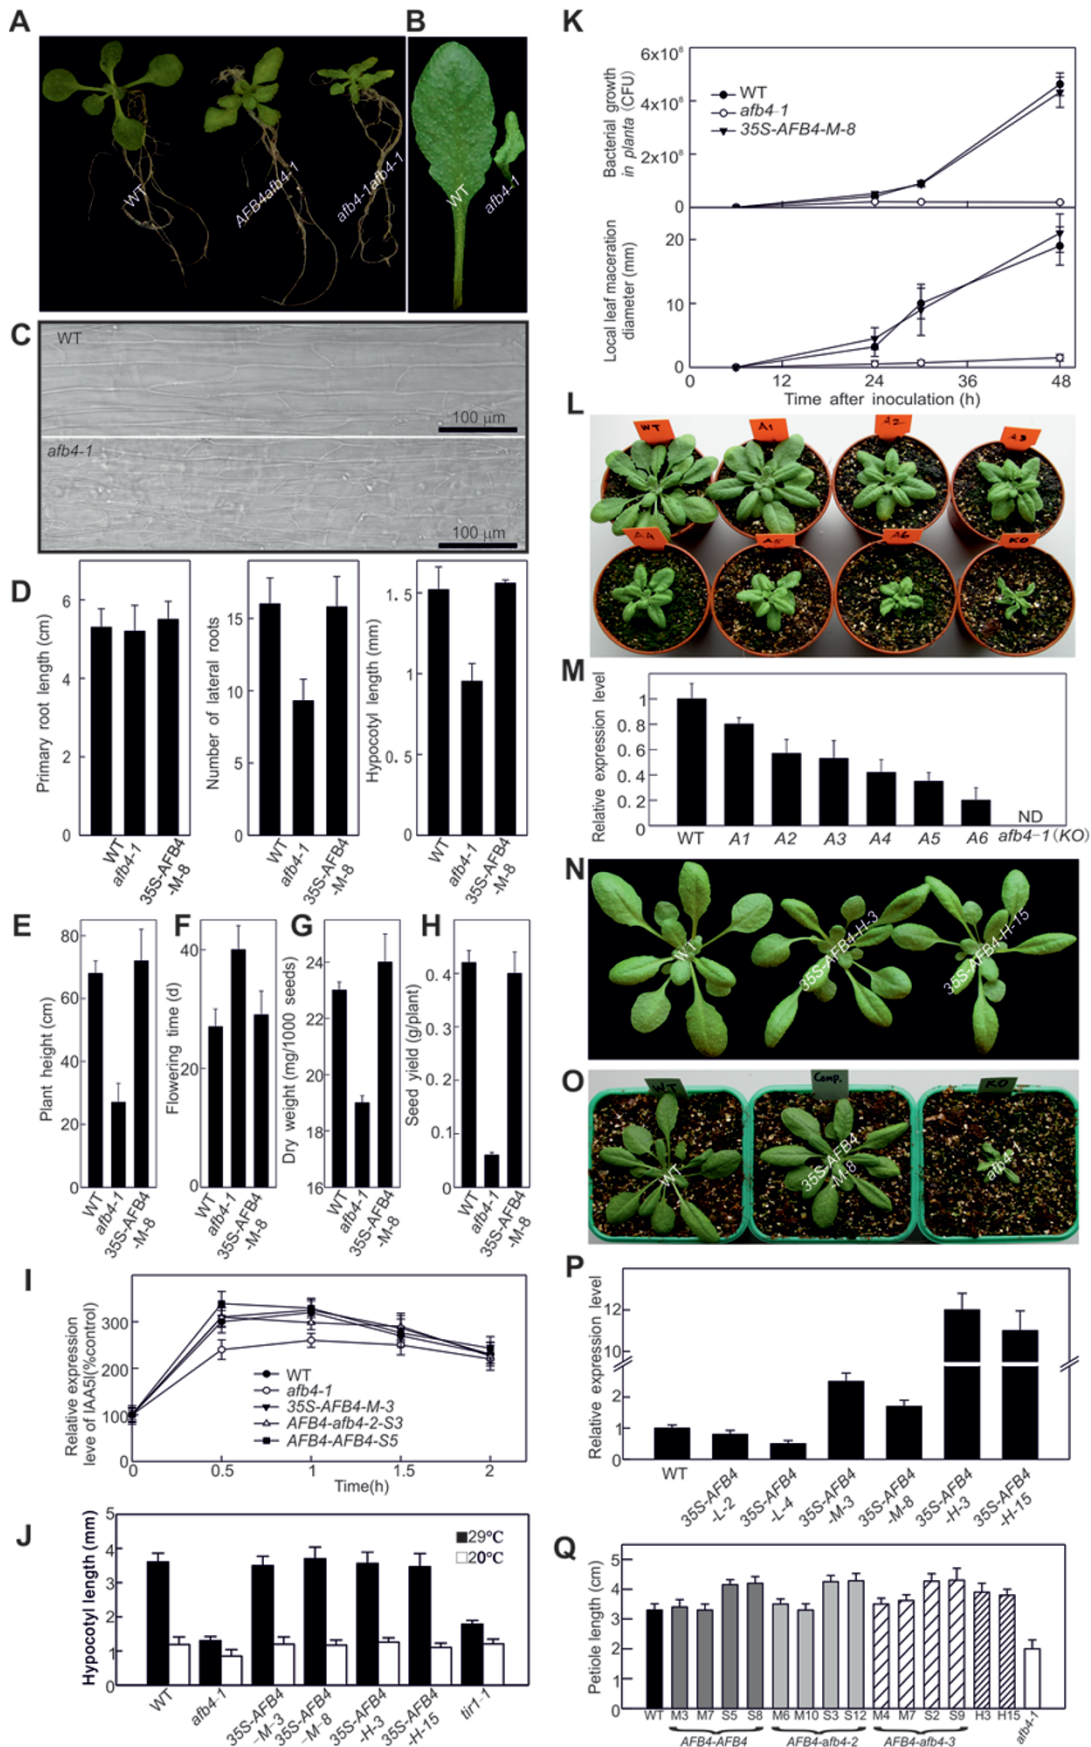 A
WT
AFB4afb4-1
afb4-1afb4-1
B
WT
afb4-1
C
WT
100 µm
afb4-1
100 µm
D
Primary root length (cm)
6
4
2
0
WT
afb4-1
35S-AFB4
-M-8
Number of lateral roots
15
10
5
0
WT
afb4-1
35S-AFB4
-M-8
Hypocotyl length (mm)
1.5
1
0.5
0
WT
afb4-1
35S-AFB4
-M-8
E
Plant height (cm)
80
60
40
20
0
WT
afb4-1
35S-AFB4
-M-8
F
Flowering time (d)
40
20
0
WT
afb4-1
35S-AFB4
-M-8
G
Dry weight (mg/1000 seeds)
24
22
20
18
16
WT
afb4-1
35S-AFB4
-M-8
H
Seed yield (g/plant)
0.4
0.3
0.2
0.1
0
WT
afb4-1
35S-AFB4
-M-8
I
Relative expression
leve of IAA5l(%control)
300
200
100
0
WT
afb4-1
35S-AFB4-M-3
AFB4-afb4-2-S3
AFB4-AFB4-S5
0
0.5
1
1.5
2
Time(h)
J
Hypocotyl length (mm)
5
4
3
2
1
0
29℃
20℃
WT
afb4-1
35S-AFB4
-M-3
35S-AFB4
-M-8
35S-AFB4
-H-3
35S-AFB4
-H-15
tir1-1
K
Bacterial growth
in planta (CFU)
6x10⁸
4x10⁸
2x10⁸
0
WT
afb4-1
35S-AFB4-M-8
Local leaf maceration
diameter (mm)
20
10
0
0
12
24
36
48
Time after inoculation (h)
L
WT
A1
A2
A3
A4
A5
A6
KO
M
Relative expression level
1
0.8
0.6
0.4
0.2
0
ND
WT
A1
A2
A3
A4
A5
A6
afb4-1(KO)
N
WT
35S-AFB4-H-3
35S-AFB4-H-15
O
WT
Comp.
KO
WT
35S-AFB4
-M-8
afb4-1
P
Relative expression level
12
10
2
1
0
WT
35S-AFB4
-L-2
35S-AFB4
-L-4
35S-AFB4
-M-3
35S-AFB4
-M-8
35S-AFB4
-H-3
35S-AFB4
-H-15
Q
Petiole length (cm)
5
4
3
2
1
0
WT M3 M7 S5 S8 M6 M10 S3 S12 M4 M7 S2 S9 H3 H15 afb4-1
AFB4-AFB4
AFB4-afb4-2
AFB4-afb4-3